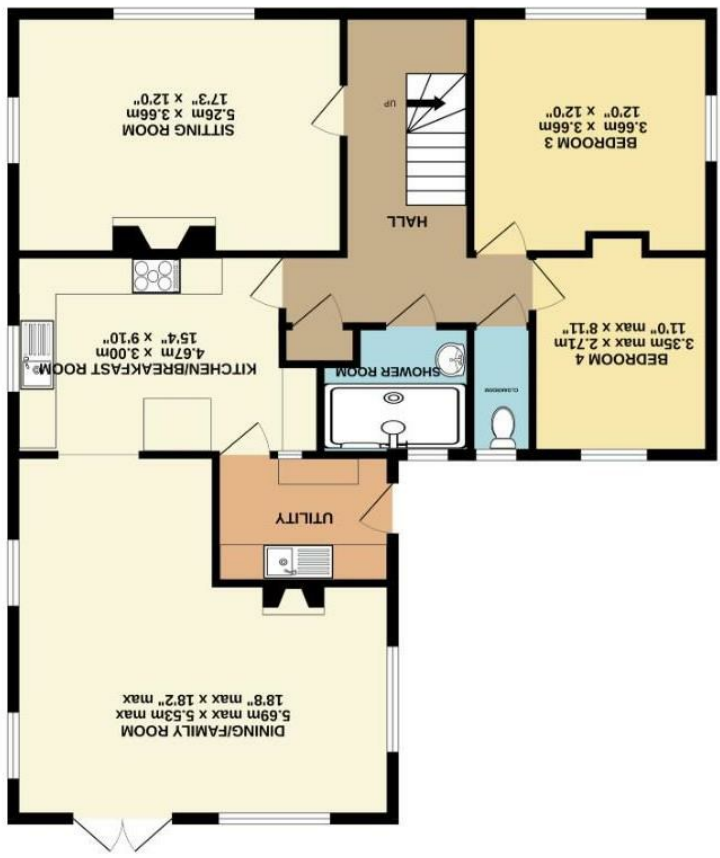 DINING/FAMILY ROOM
5.69m max x 5.53m max
18'8" max x 18'2" max
UTILITY
BEDROOM 4
3.35m max x 2.71m
11'0" max x 8'11"
CLOAKROOM
SHOWER ROOM
KITCHEN/BREAKFAST ROOM
4.67m x 3.00m
15'4" x 9'10"
HALL
UP
BEDROOM 3
3.66m x 3.66m
12'0" x 12'0"
SITTING ROOM
5.26m x 3.66m
17'3" x 12'0"